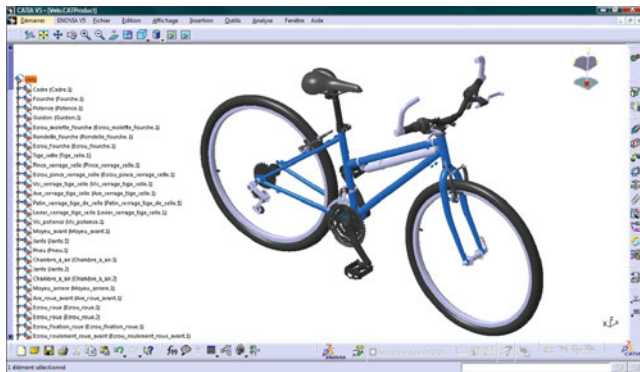 CATIA V5 - [Velo.CATProduct]
Démarrer ENOVIA V5 Fichier Edition Affichage Insertion Outils Analyse Fenêtre Aide
Velo
Cadre (Cadre.1)
Fourche (Fourche.1)
Potence (Potence.1)
Guidon (Guidon.1)
Ecrou_molette_fourche (Ecrou_molette_fourche.1)
Rondelle_fourche (Rondelle_fourche.1)
Ecrou_fourche (Ecrou_fourche.1)
Tige_selle (Tige_selle.1)
Pince_serrage_selle (Pince_serrage_selle.1)
Ecrou_pince_serrage_selle (Ecrou_pince_serrage_selle.1)
Vis_serrage_tige_selle (Vis_serrage_tige_selle.1)
Axe_serrage_tige_selle (Axe_serrage_tige_selle.1)
Patin_serrage_tige_de_selle (Patin_serrage_tige_de_selle.1)
Levier_serrage_tige_selle (Levier_serrage_tige_selle.1)
Vis_potence (Vis_potence.1)
Moyeu_avant (Moyeu_avant.1)
Jante (Jante.1)
Pneu (Pneu.1)
Chambre_a_air (Chambre_a_air.1)
Jante (Jante.2)
Chambre_a_air (Chambre_a_air.2)
Moyeu_arriere (Moyeu_arriere.1)
Axe_roue_avant (Axe_roue_avant.1)
Ecrou_roue (Ecrou_roue.1)
Ecrou_roue (Ecrou_roue.2)
Ecrou_fixation_roue (Ecrou_fixation_roue.1)
Ecrou_roulement_roue_avant (Ecrou_roulement_roue_avant.1)
ENOVIA
CATIA
1 élément sélectionné